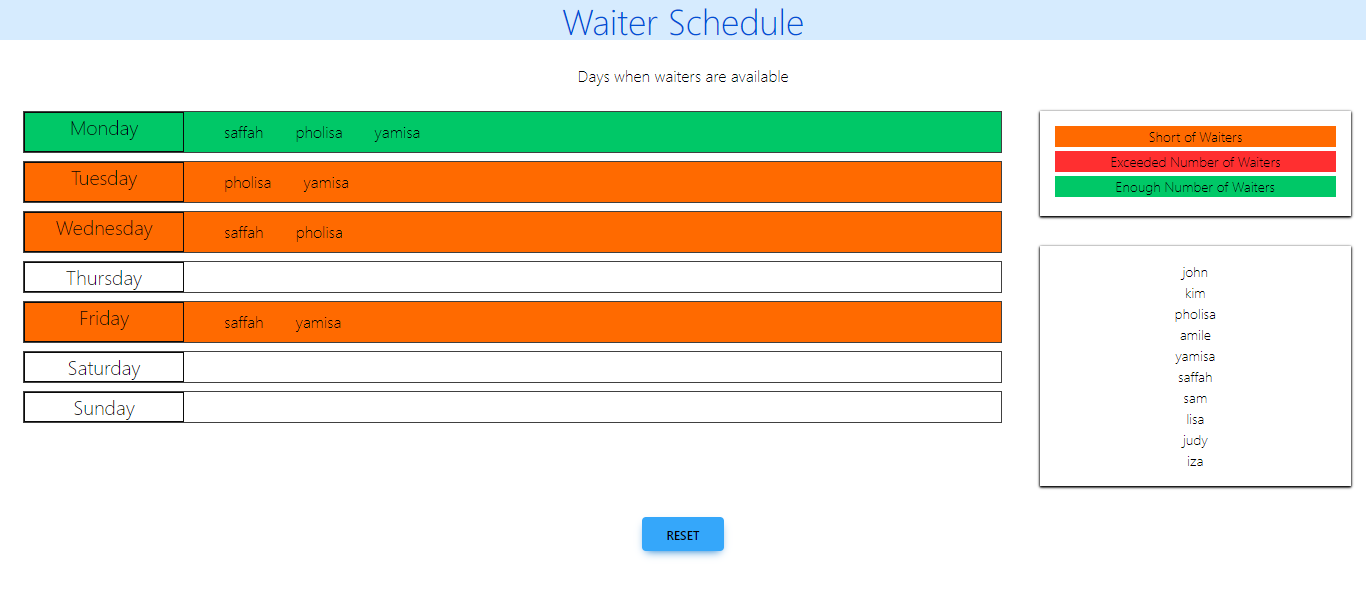 Waiter Schedule
Days when waiters are available
Monday saffah pholisa yamisa
Tuesday pholisa yamisa
Wednesday saffah pholisa
Thursday
Friday saffah yamisa
Saturday
Sunday
Short of Waiters
Exceeded Number of Waiters
Enough Number of Waiters
john
kim
pholisa
amile
yamisa
saffah
sam
lisa
judy
iza
RESET